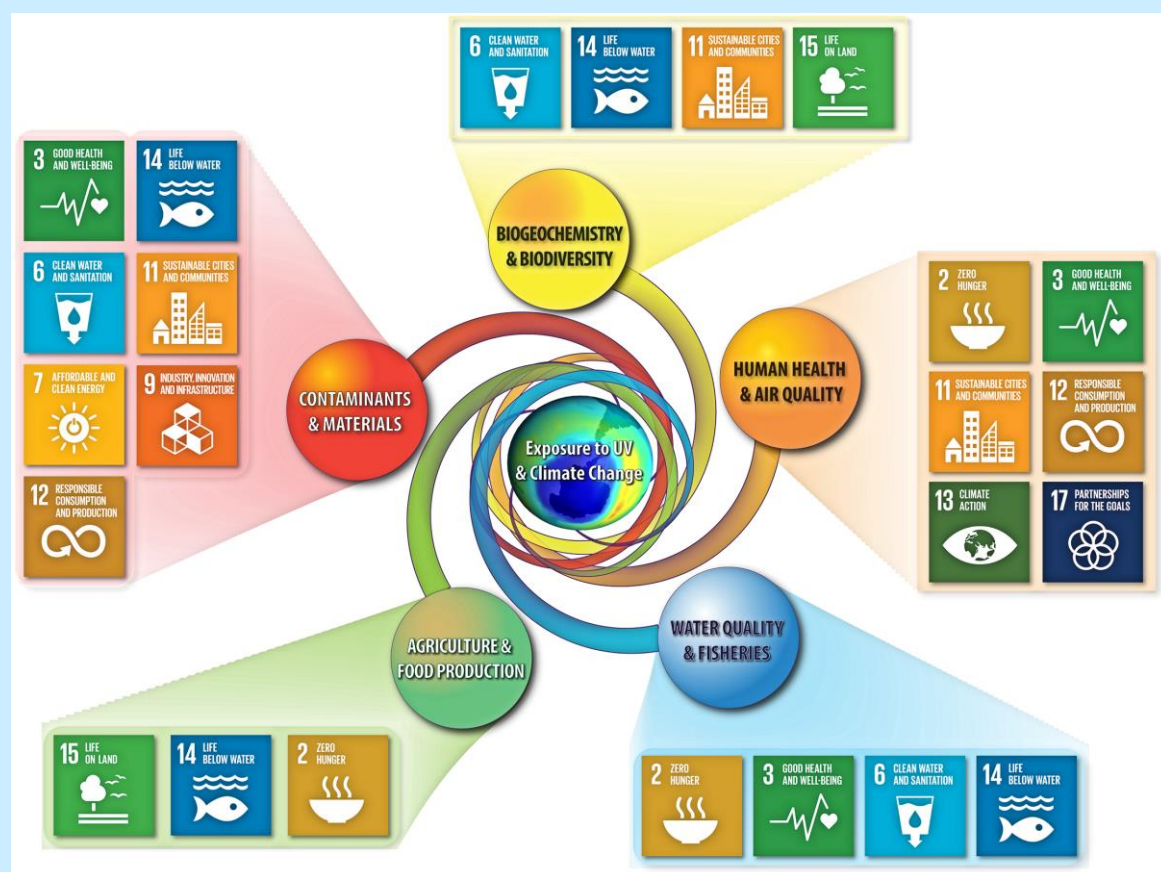 6 CLEAN WATER
AND SANITATION
14 LIFE
BELOW WATER
11 SUSTAINABLE CITIES
AND COMMUNITIES
15 LIFE
ON LAND
3 GOOD HEALTH
AND WELL-BEING
14 LIFE
BELOW WATER
6 CLEAN WATER
AND SANITATION
11 SUSTAINABLE CITIES
AND COMMUNITIES
7 AFFORDABLE AND
CLEAN ENERGY
9 INDUSTRY, INNOVATION
AND INFRASTRUCTURE
12 RESPONSIBLE
CONSUMPTION
AND PRODUCTION
BIOGEOCHEMISTRY
& BIODIVERSITY
CONTAMINANTS
& MATERIALS
HUMAN HEALTH
& AIR QUALITY
Exposure to UV
& Climate Change
2 ZERO
HUNGER
3 GOOD HEALTH
AND WELL-BEING
11 SUSTAINABLE CITIES
AND COMMUNITIES
12 RESPONSIBLE
CONSUMPTION
AND PRODUCTION
13 CLIMATE
ACTION
17 PARTNERSHIPS
FOR THE GOALS
AGRICULTURE &
FOOD PRODUCTION
WATER QUALITY
& FISHERIES
15 LIFE
ON LAND
14 LIFE
BELOW WATER
2 ZERO
HUNGER
2 ZERO
HUNGER
3 GOOD HEALTH
AND WELL-BEING
6 CLEAN WATER
AND SANITATION
14 LIFE
BELOW WATER